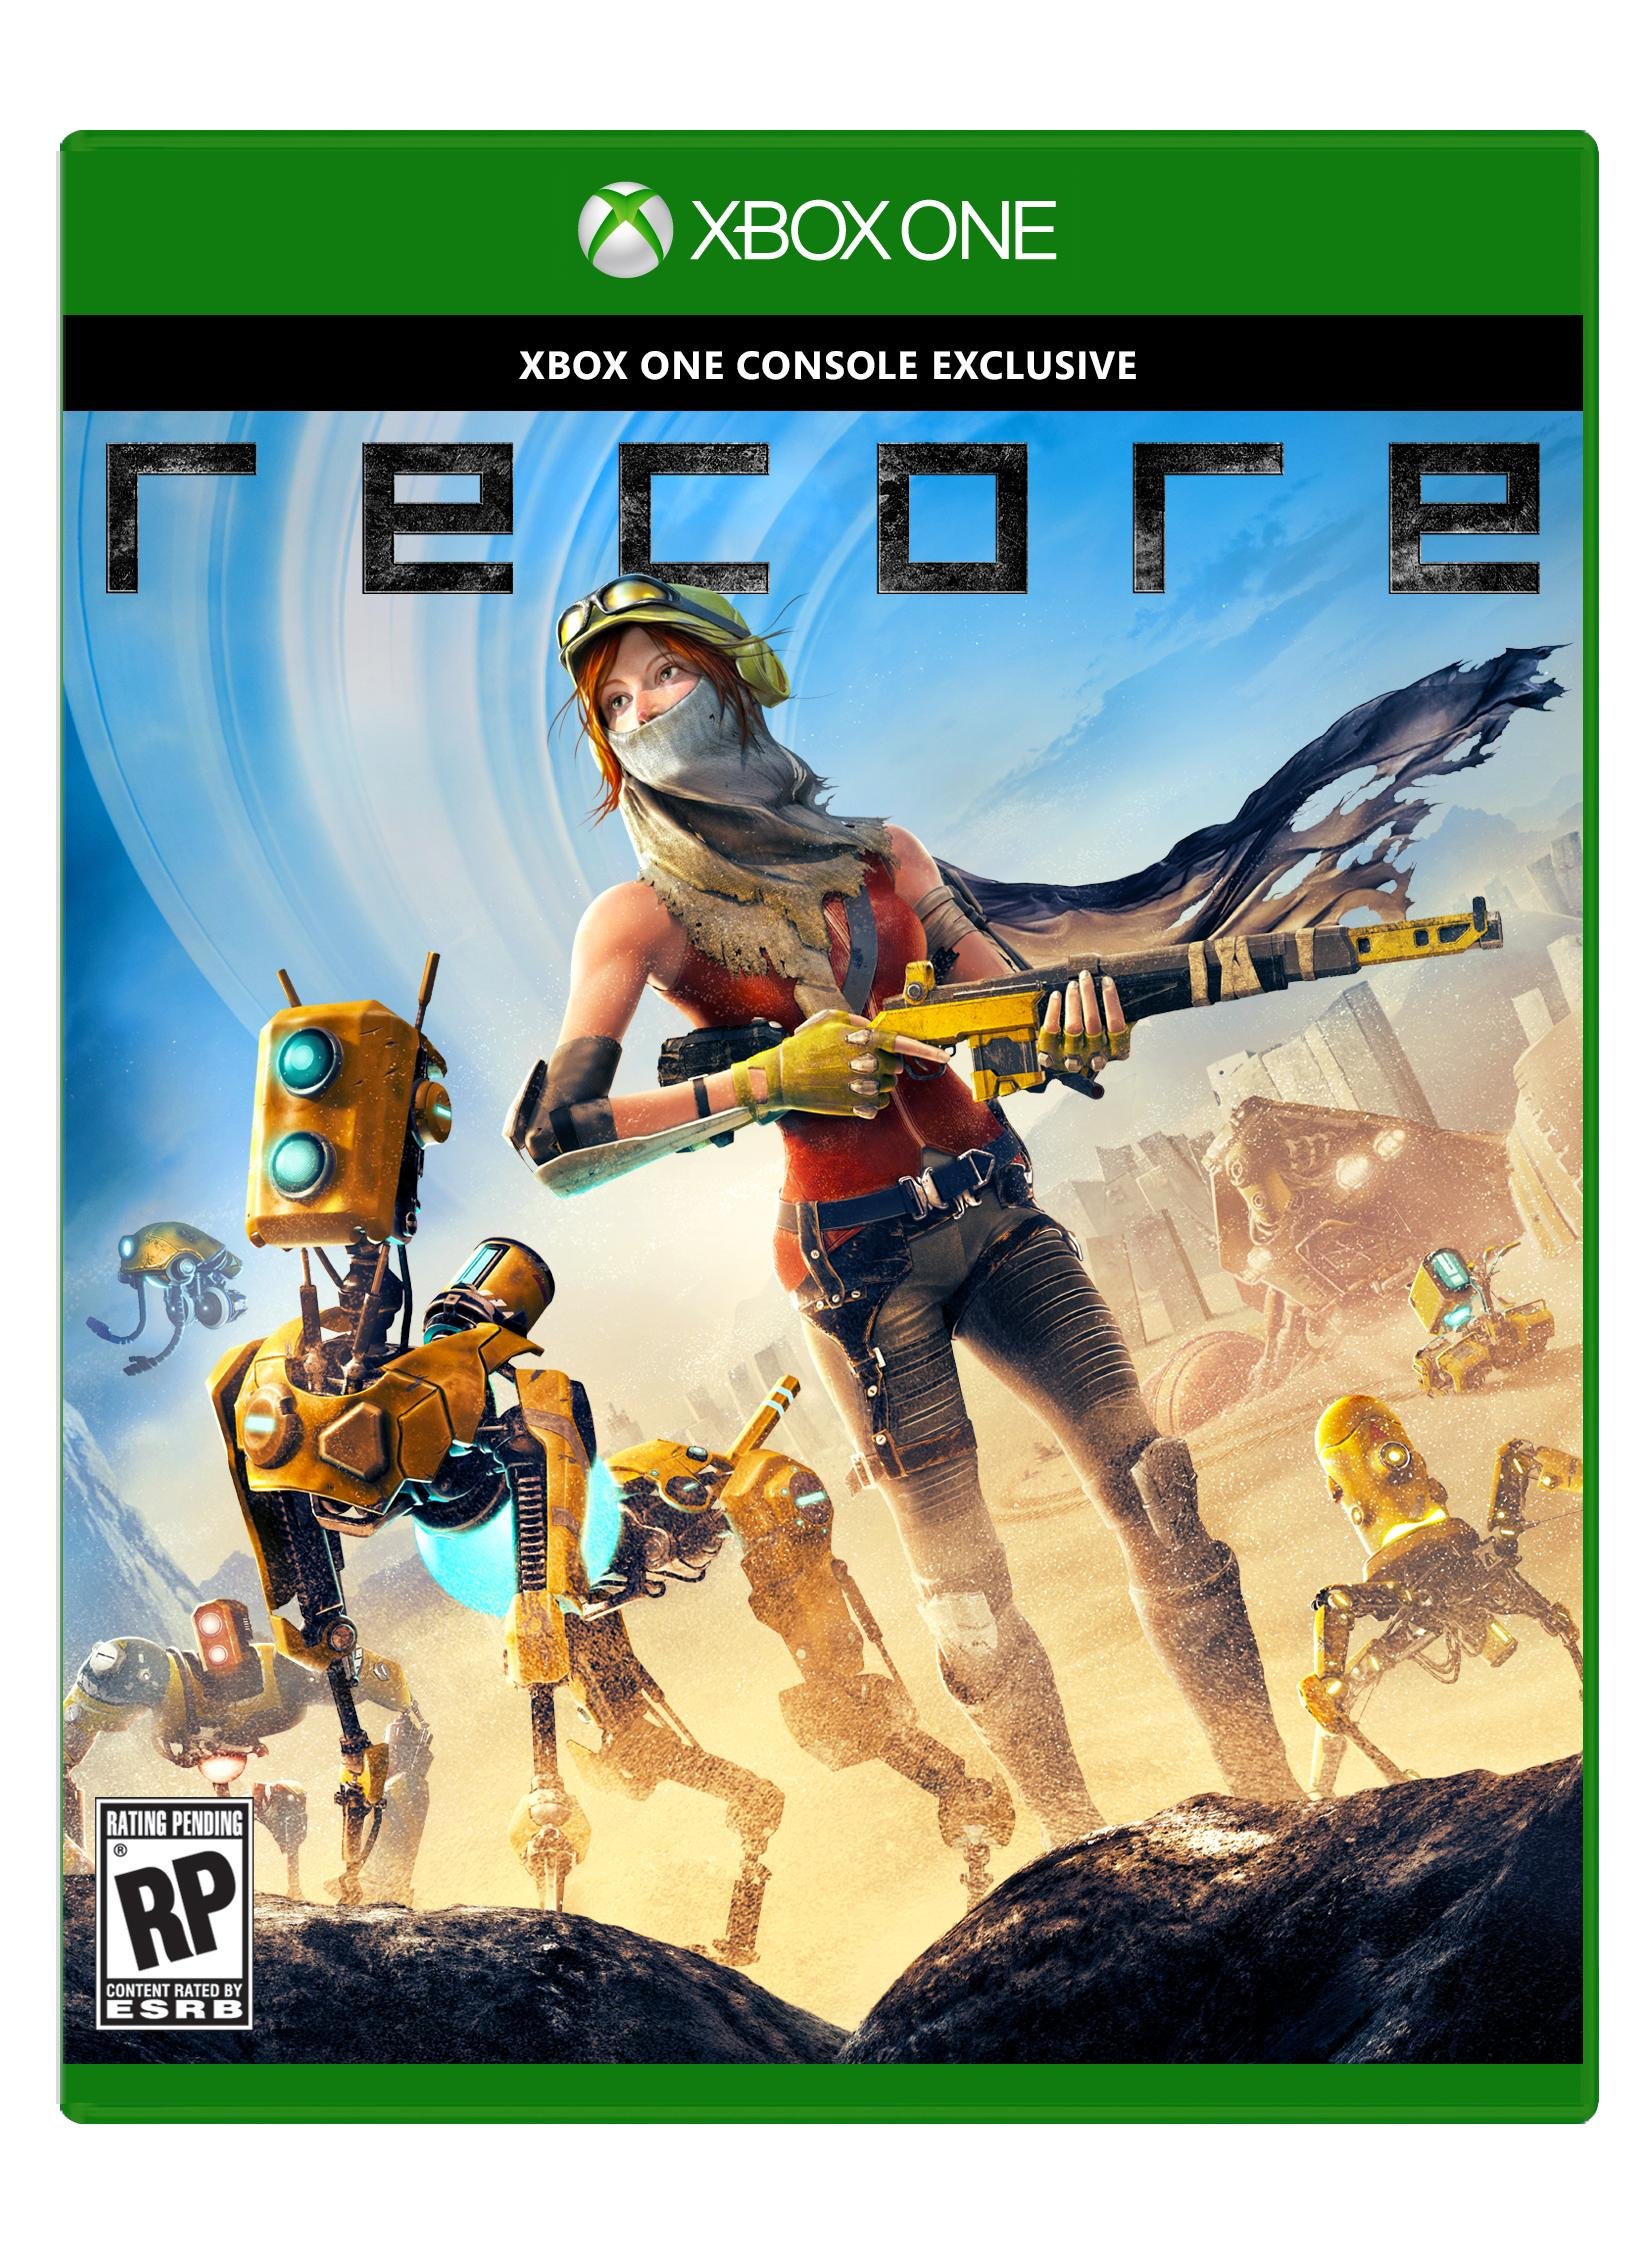 XBOX ONE
XBOX ONE CONSOLE EXCLUSIVE
recore
RATING PENDING
®
RP
CONTENT RATED BY
ESRB